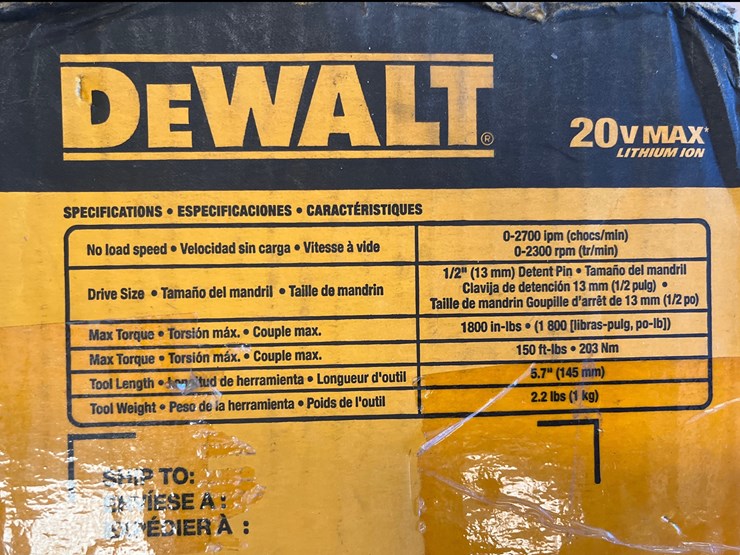 DEWALT®
20V MAX*
LITHIUM ION
SPECIFICATIONS • ESPECIFICACIONES • CARACTÉRISTIQUES
No load speed • Velocidad sin carga • Vitesse à vide
0-2700 ipm (chocs/min)
0-2300 rpm (tr/min)
Drive Size • Tamaño del mandril • Taille de mandrin
1/2" (13 mm) Detent Pin • Tamaño del mandril
Clavija de detención 13 mm (1/2 pulg) •
Taille de mandrin Goupille d'arrêt de 13 mm (1/2 po)
Max Torque • Torsión máx. • Couple max.
1800 in-lbs • (1 800 [libras-pulg, po-lb])
Max Torque • Torsión máx. • Couple max.
150 ft-lbs • 203 Nm
Tool Length • Longitud de herramienta • Longueur d'outil
5.7" (145 mm)
Tool Weight • Peso de la herramienta • Poids de l'outil
2.2 lbs (1 kg)
SHIP TO:
ENVÍESE A :
EXPÉDIER À :